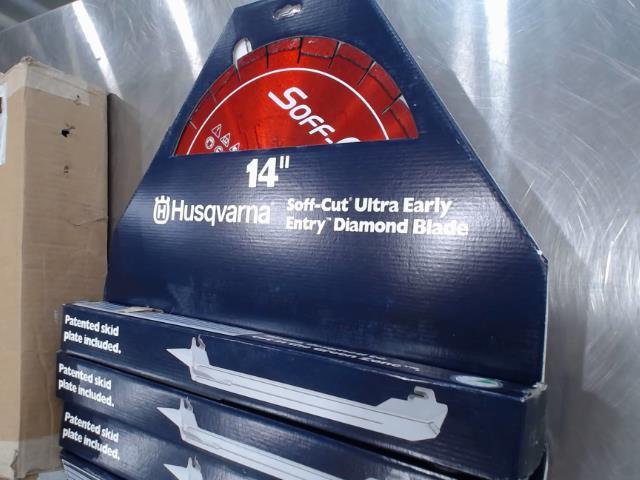 Soff-
14"
Husqvarna
Soff-Cut® Ultra Early
Entry™ Diamond Blade
Patented skid
plate included.
Patented skid
plate included.
Patented skid
plate included.